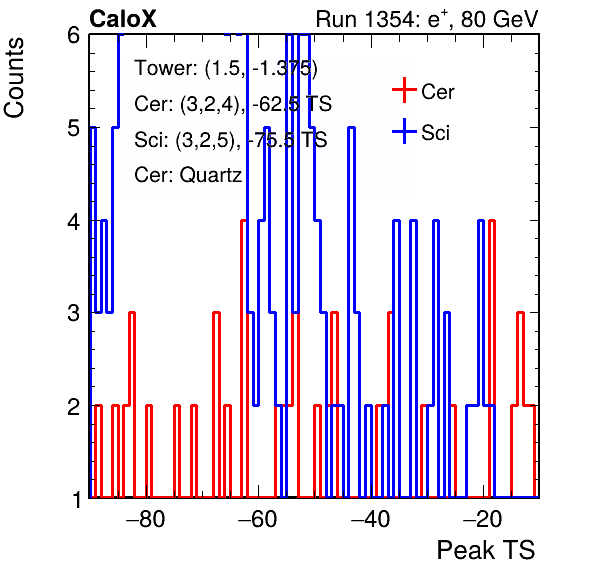 CaloX Run 1354: e⁺, 80 GeV
Counts
6
Tower: (1.5, -1.375)
Cer: (3,2,4), -62.5 TS
Sci: (3,2,5), -75.5 TS
Cer: Quartz
Cer
Sci
5
4
3
2
1
−80 −60 −40 −20
Peak TS